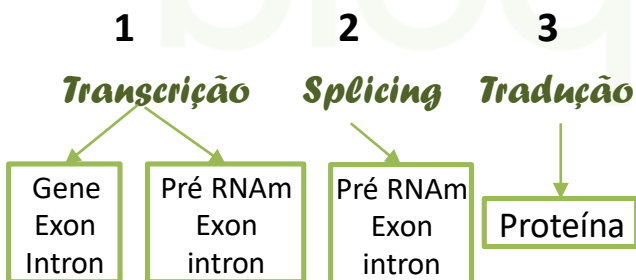 1 2 3
Transcrição Splicing Tradução
Gene
Exon
Intron
Pré RNAm
Exon
intron
Pré RNAm
Exon
intron
Proteína